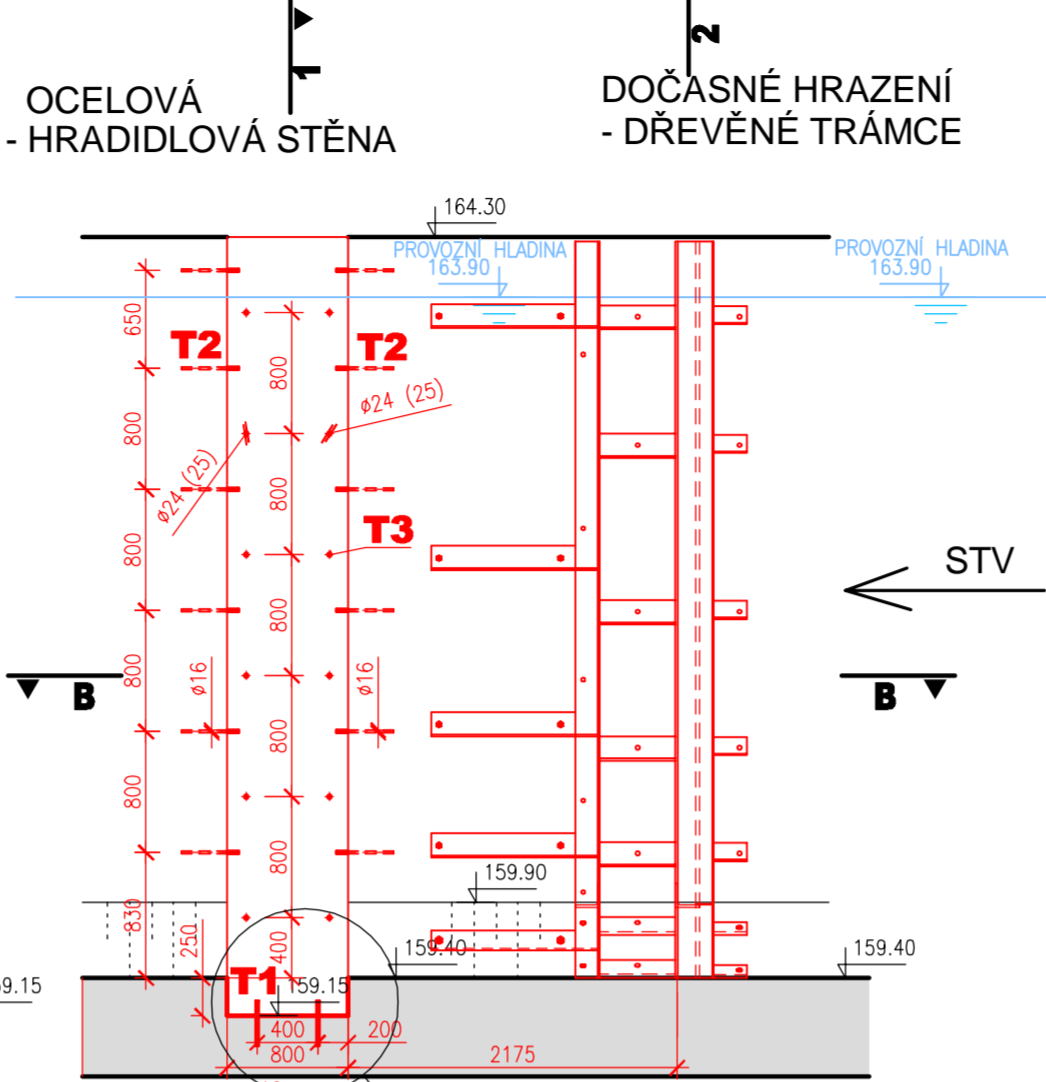 1
2
OCELOVÁ
- HRADIDLOVÁ STĚNA
DOČASNÉ HRAZENÍ
- DŘEVĚNÉ TRÁMCE
164.30
PROVOZNÍ HLADINA
163.90
PROVOZNÍ HLADINA
163.90
650
T2
T2
800
ø24 (25)
800
ø24 (25)
800
T3
800
STV
800
800
ø16
ø16
B
B
800
800
800
800
159.90
830
250
400
159.40
159.40
T1
159.15
9.15
400
200
800
2175